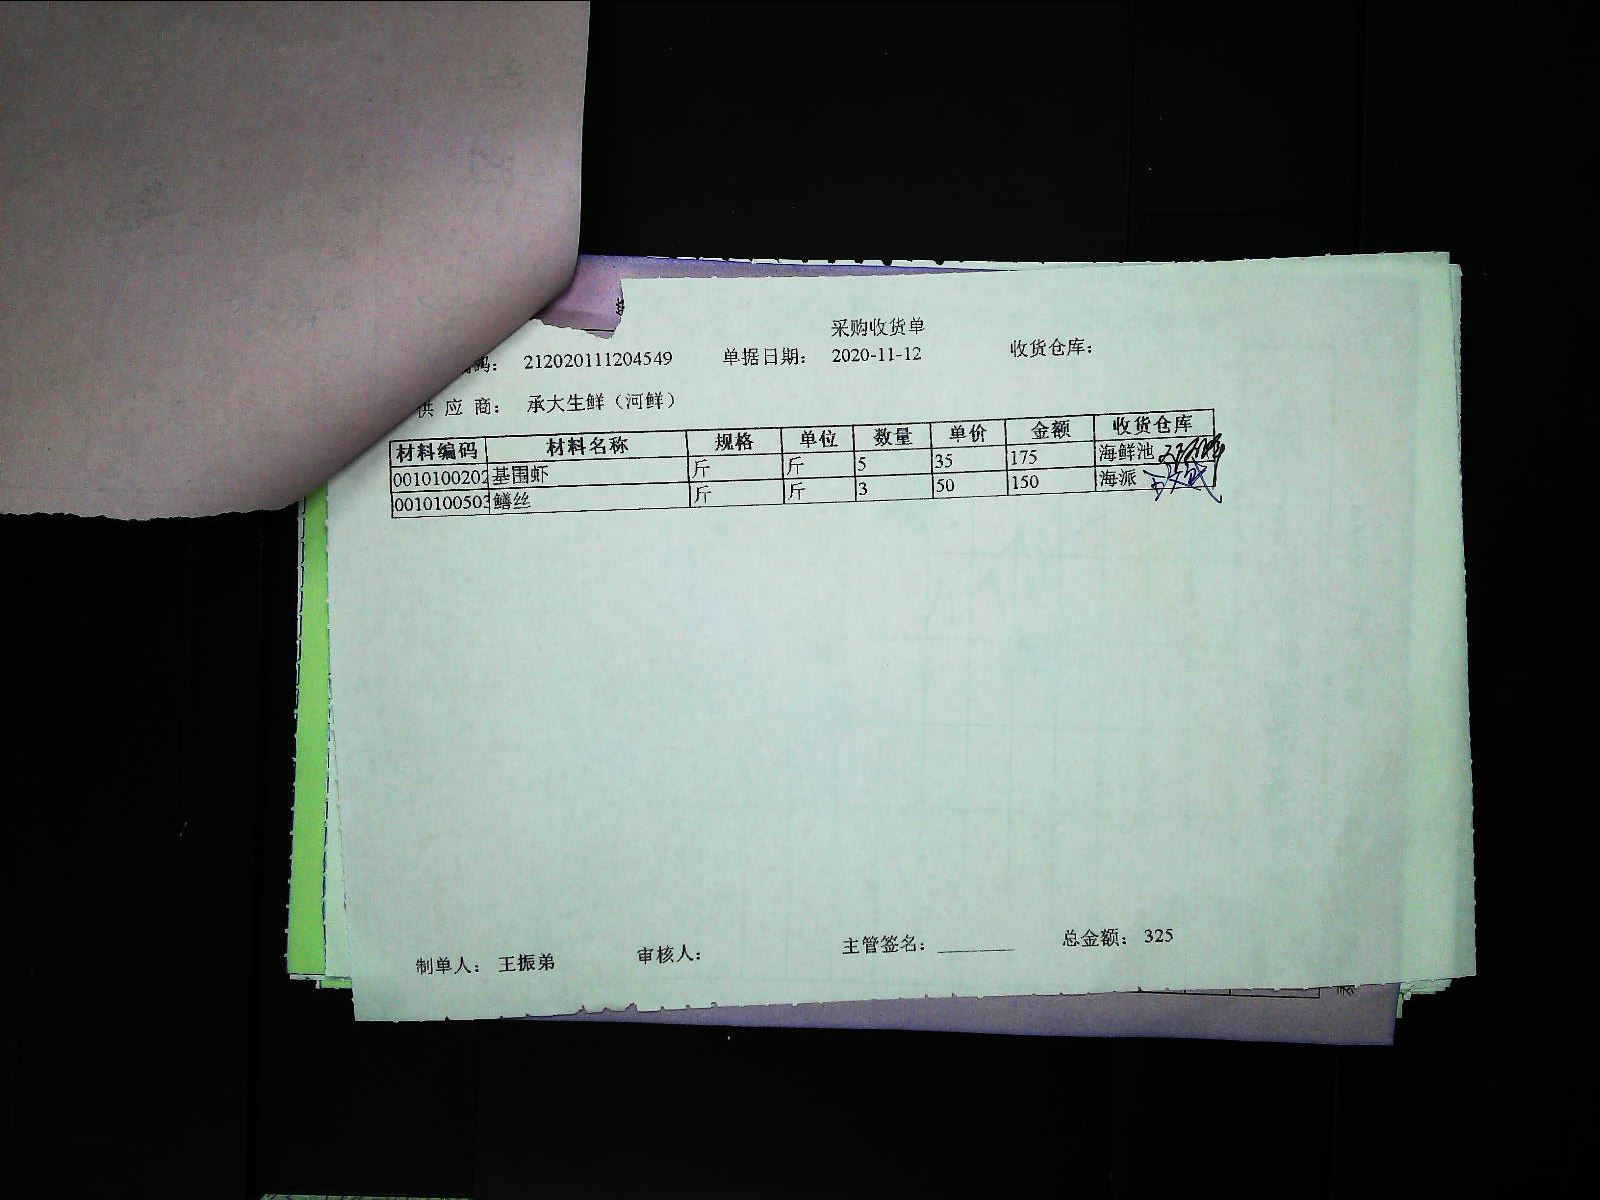 采购收货单
码： 212020111204549 单据日期： 2020-11-12 收货仓库：
供 应 商： 承大生鲜（河鲜）
材料编码 材料名称 规格 单位 数量 单价 金额 收货仓库
0010100202 基围虾 斤 斤 5 35 175 海鲜池
001010050 鳝丝 斤 斤 3 50 150 海派
制单人： 王振弟 审核人： 主管签名： 总金额： 325